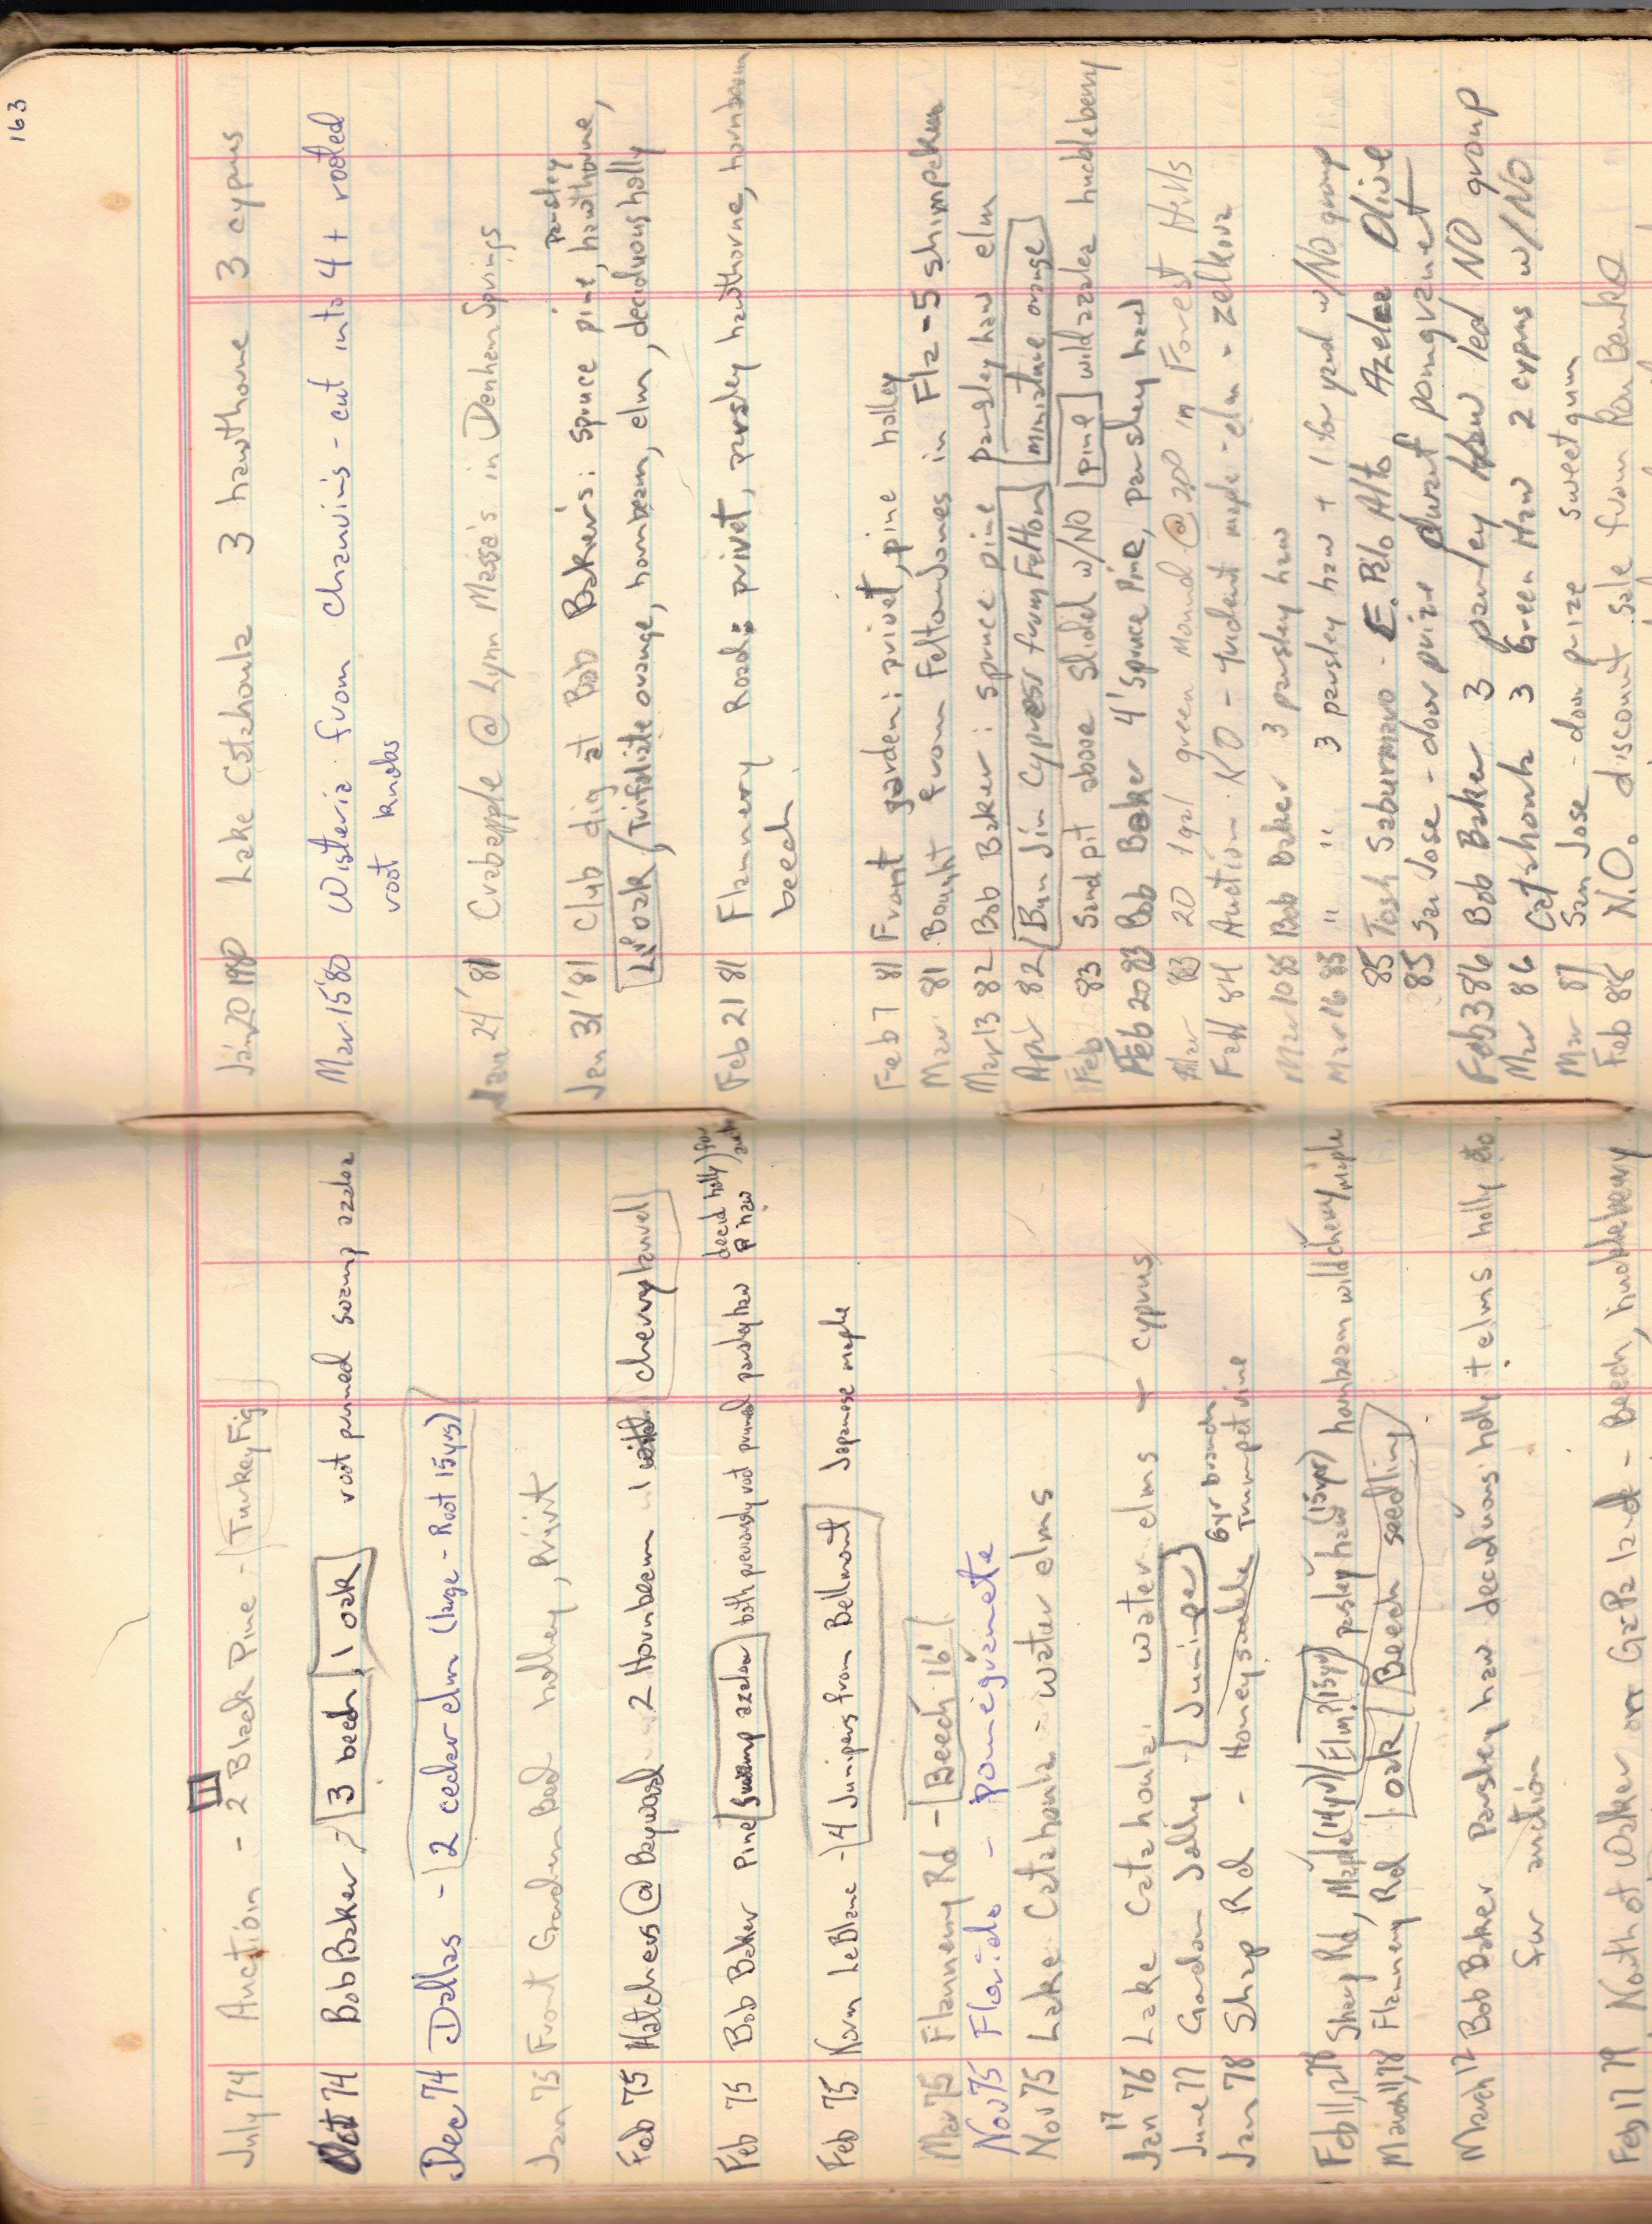 July 74 Auction - 2 Black Pine - Turkey Fig
Oct 74 Bob Baker - 3 beech, 1 oak root pruned swamp azalea
Dec 74 Dallas - 2 cedar elm (large - Root 15yrs)
Jan 75 Front Garden Bed holley, Privit
Feb 75 Hatchers @ Baywood 2 Hornbeam 1 cherry laurel
decid holly) for
Feb 75 Bob Baker Pine swamp azalea both previously root pruned parsley haw P haw auction
Feb 75 Norm LeBlanc - 4 Junipers from Bellmont Japanese maple
Mar 75 Flannery Rd - Beech 16'
Nov 75 Florida - pomegranete
Nov 75 Lake Catahoula - water elms
17
Jan 76 Lake Catahoula water elms + cyprus
June 77 Gordon Jolly - Juniper
6yr branch
Jan 78 Shap Rd - Honeysuckle Trumpet vine
Feb 11, 12 78 Sharp Rd, Maple (14yr) Elm? (15yr) parsley haw (15yrs) hornbeam wild cherry/maple
March 11, 78 Flannery Rd oak Beech seedling
March 12 Bob Baker Parsley haw deciduous holly + elms holly etc
for auction
Feb 17 79 North of Walker on Ga Pa land - Beech, huckleberry
163
Jan 20 1980 Lake Catahoula 3 hawthorne 3 cyprus
Mar. 15 '80 Wisteria from Chauvin's - cut into 4 + rooted
root knobs
Jan 24 '81 Crabapple @ Lynn Massa's in Denham Springs
parsley
Jan 31 '81 Club dig at Bob Baker's: spruce pine, hawthorne,
Live oak, Trifoliate orange, hornbeam, elm, deciduous holly
Feb 21 81 Flannery Road: privet, parsley hawthorne, hornbeam
beech.
Feb 7 81 Front garden: privet, pine holley
Mar 81 Bought from Felton Jones in Fla - 5 shimpaku
Mar 13 82 Bob Baker: spruce pine parsley haw elm
Apr 82 Bun Jin Cypress from Felton miniature orange
Feb 83 Sand pit above Slidel w/NO pine wild azalea huckleberry
Feb 20 83 Bob Baker 4' Spruce Pine, parsley haw
Mar 83 20 1gal green mound @ 200 in Forest Hills
Fall 84 Auction NO - trident maple - elm - zelkova
Mar 10 85 Bob Baker 3 parsley haw
Mar 16 85 " " 3 parsley haw + 1 for yard w/NO group
85 Tosh Saburmaru - E. Palo Alto, Azalea Olive
85 San Jose - door prize dwarf pomgranet
Feb 3 86 Bob Baker 3 parsley Haw led NO group
Mar 86 Catahoula 3 Green Haw 2 cyprus w/NO
Mar 87 San Jose - door prize sweetgum
Feb 88 N.O. discount sale from Ron Benko